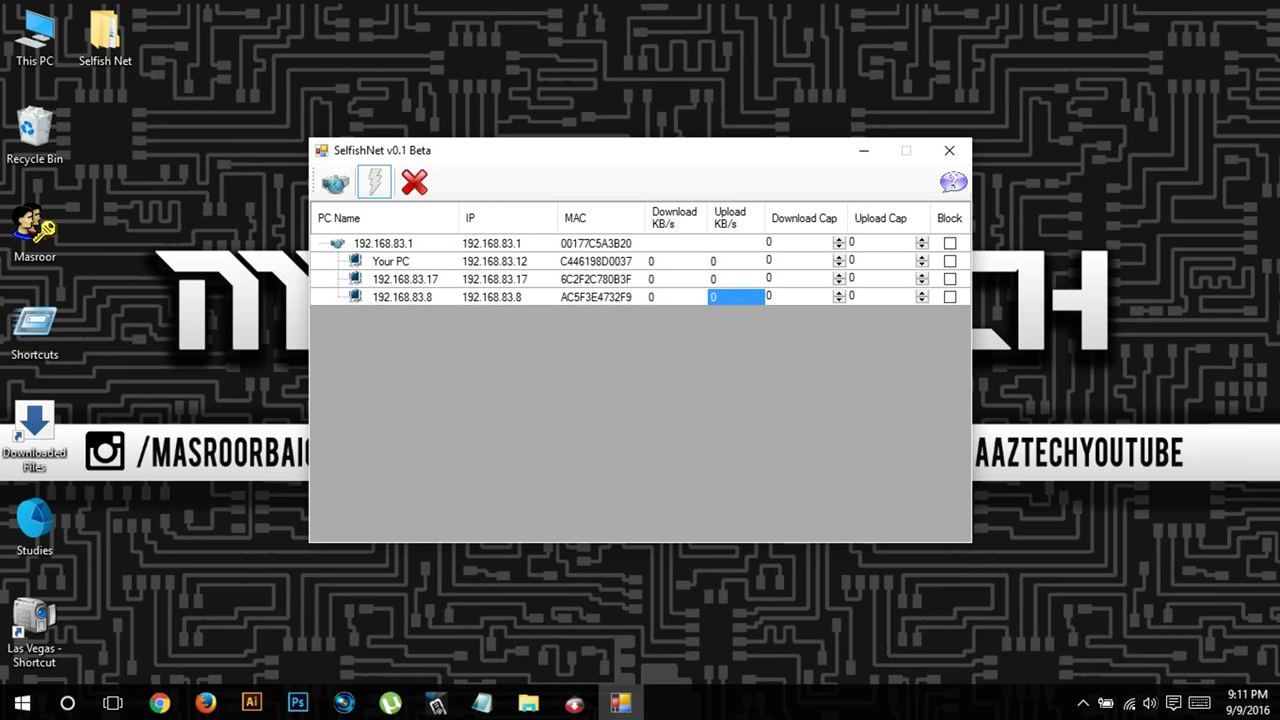 This PC
Selfish Net
Recycle Bin
Masroor
Shortcuts
Downloaded
Files
Studies
Las Vegas -
Shortcut
SelfishNet v0.1 Beta
PC Name IP MAC Download KB/s Upload KB/s Download Cap Upload Cap Block
192.168.83.1 192.168.83.1 00177C5A3B20 0 0
Your PC 192.168.83.12 C446198D0037 0 0 0 0
192.168.83.17 192.168.83.17 6C2F2C780B3F 0 0 0 0
192.168.83.8 192.168.83.8 AC5F3E4732F9 0 0 0 0
/MASROORBAIG
AAZTECHYOUTUBE
Ai
Ps
9:11 PM
9/9/2016